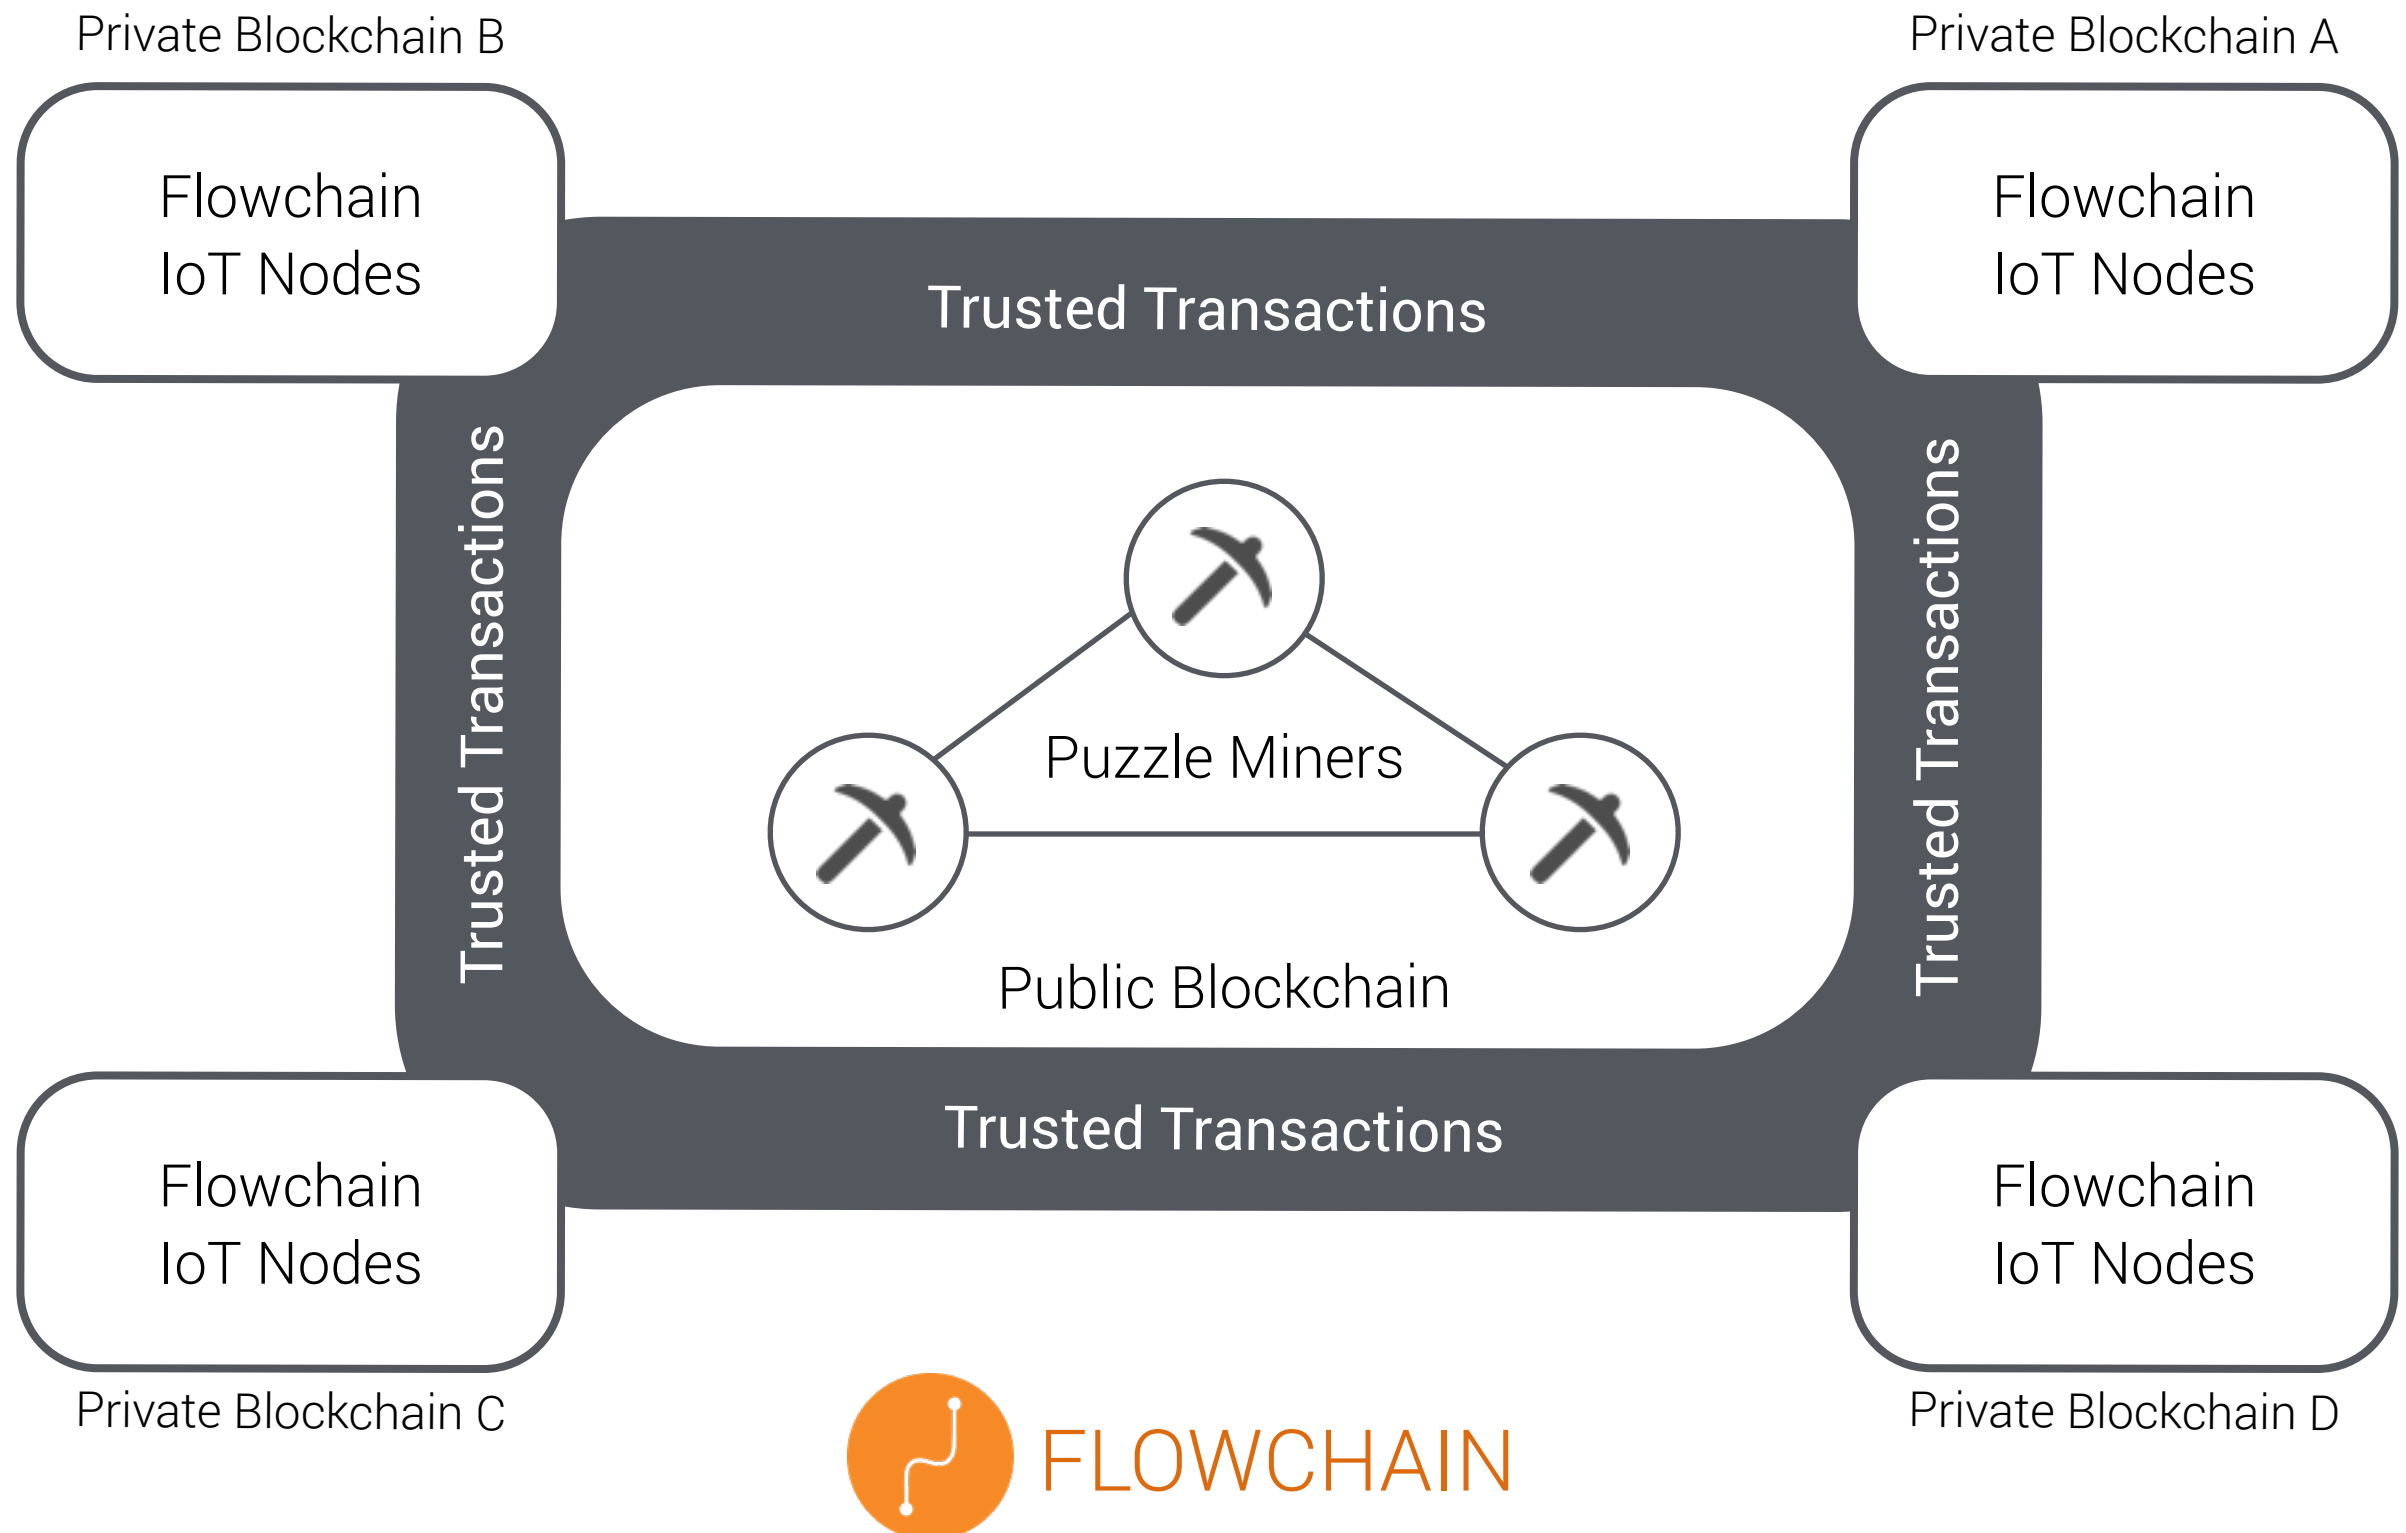 Private Blockchain B
Private Blockchain A
Flowchain
IoT Nodes
Flowchain
IoT Nodes
Trusted Transactions
Trusted Transactions
Trusted Transactions
Puzzle Miners
Public Blockchain
Trusted Transactions
Flowchain
IoT Nodes
Flowchain
IoT Nodes
Private Blockchain C
Private Blockchain D
FLOWCHAIN